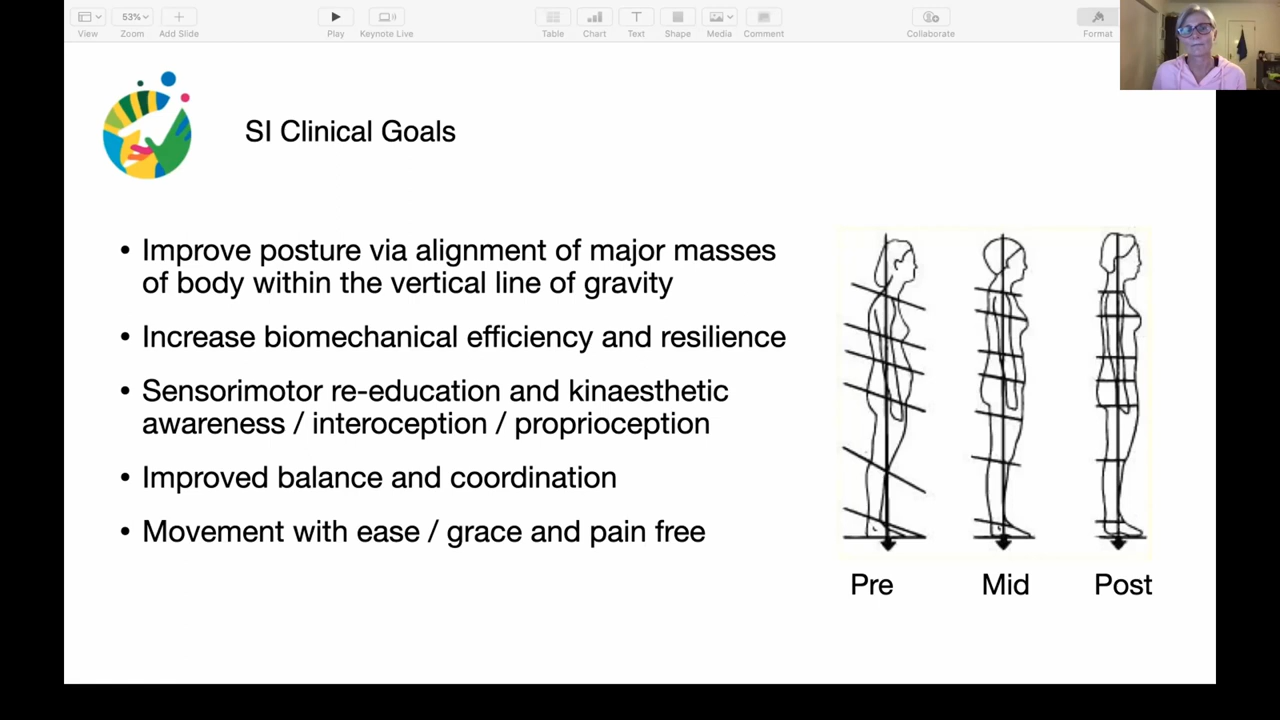 View
53%
Zoom
Add Slide
Play
Keynote Live
Table
Chart
Text
Shape
Media
Comment
Collaborate
Format
SI Clinical Goals
• Improve posture via alignment of major masses
of body within the vertical line of gravity
• Increase biomechanical efficiency and resilience
• Sensorimotor re-education and kinaesthetic
awareness / interoception / proprioception
• Improved balance and coordination
• Movement with ease / grace and pain free
Pre
Mid
Post